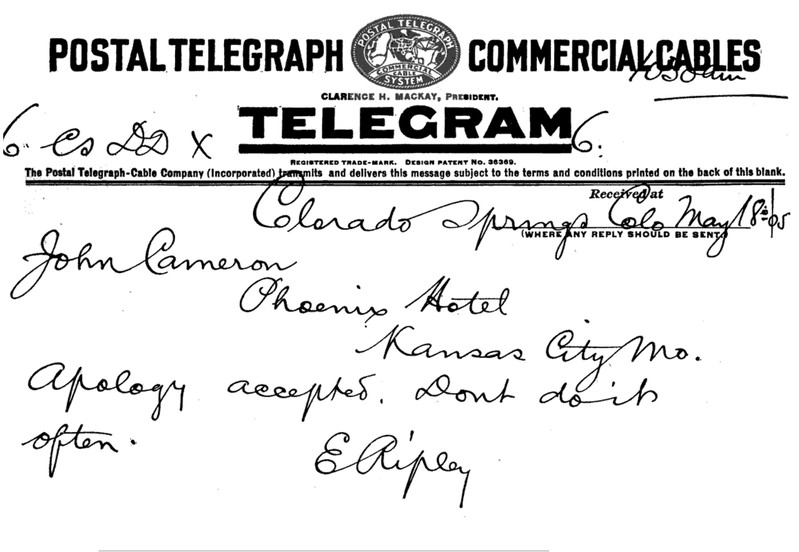 POSTAL TELEGRAPH COMMERCIAL CABLES
POSTAL TELEGRAPH
COMMERCIAL
CABLE
SYSTEM
1030am
CLARENCE H. MACKAY, PRESIDENT.
TELEGRAM
6 Cs DD X 6.
REGISTERED TRADE-MARK. DESIGN PATENT No. 36369.
The Postal Telegraph-Cable Company (Incorporated) transmits and delivers this message subject to the terms and conditions printed on the back of this blank.
Received at
Colorado Springs Colo May 18 05
(WHERE ANY REPLY SHOULD BE SENT)
John Cameron
Phoenix Hotel
Kansas City Mo.
Apology accepted. Dont do it
often.
E Ripley